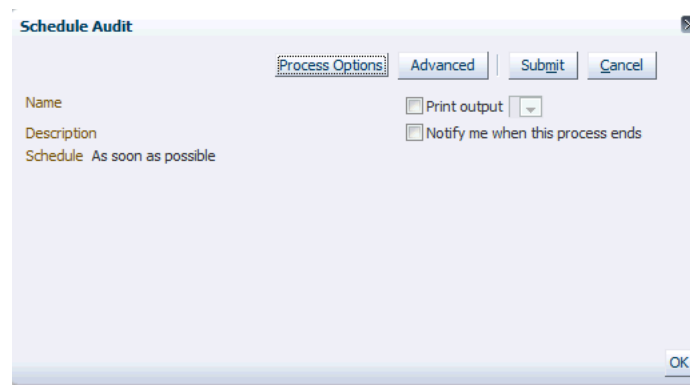 Schedule Audit
Process Options Advanced Submit Cancel
Name
Print output
Description
Notify me when this process ends
Schedule As soon as possible
OK